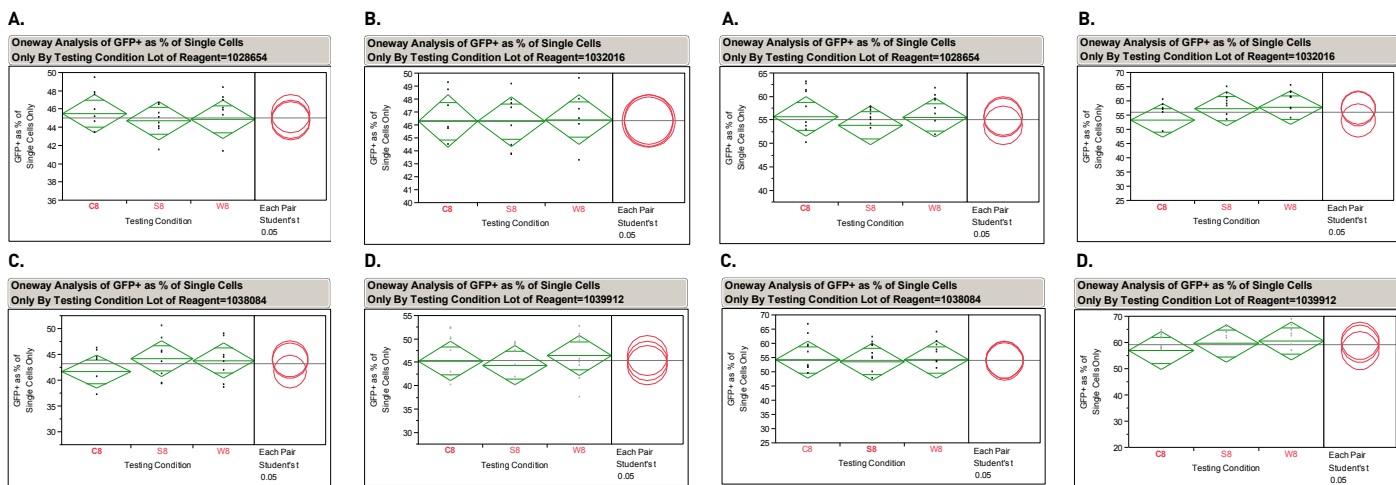 A.
Oneway Analysis of GFP+ as % of Single Cells
Only By Testing Condition Lot of Reagent=1028654
GFP+ as % of
Single Cells Only
50
48
46
44
42
40
38
36
C8
S8
W8
Testing Condition
Each Pair
Student's t
0.05
B.
Oneway Analysis of GFP+ as % of Single Cells
Only By Testing Condition Lot of Reagent=1032016
GFP+ as % of
Single Cells Only
50
49
48
47
46
45
44
43
42
41
40
C8
S8
W8
Testing Condition
Each Pair
Student's t
0.05
A.
Oneway Analysis of GFP+ as % of Single Cells
Only By Testing Condition Lot of Reagent=1028654
GFP+ as % of
Single Cells Only
65
60
55
50
45
40
C8
S8
W8
Testing Condition
Each Pair
Student's t
0.05
B.
Oneway Analysis of GFP+ as % of Single Cells
Only By Testing Condition Lot of Reagent=1032016
GFP+ as % of
Single Cells Only
70
65
60
55
50
45
40
35
30
25
C8
S8
W8
Testing Condition
Each Pair
Student's t
0.05
C.
Oneway Analysis of GFP+ as % of Single Cells
Only By Testing Condition Lot of Reagent=1038084
GFP+ as % of
Single Cells Only
50
45
40
35
30
C8
S8
W8
Testing Condition
Each Pair
Student's t
0.05
D.
Oneway Analysis of GFP+ as % of Single Cells
Only By Testing Condition Lot of Reagent=1039912
GFP+ as % of
Single Cells Only
55
50
45
40
35
30
C8
S8
W8
Testing Condition
Each Pair
Student's t
0.05
C.
Oneway Analysis of GFP+ as % of Single Cells
Only By Testing Condition Lot of Reagent=1038084
GFP+ as % of
Single Cells Only
70
65
60
55
50
45
40
35
30
25
C8
S8
W8
Testing Condition
Each Pair
Student's t
0.05
D.
Oneway Analysis of GFP+ as % of Single Cells
Only By Testing Condition Lot of Reagent=1039912
GFP+ as % of
Single Cells Only
70
60
50
40
30
20
C8
S8
W8
Testing Condition
Each Pair
Student's t
0.05